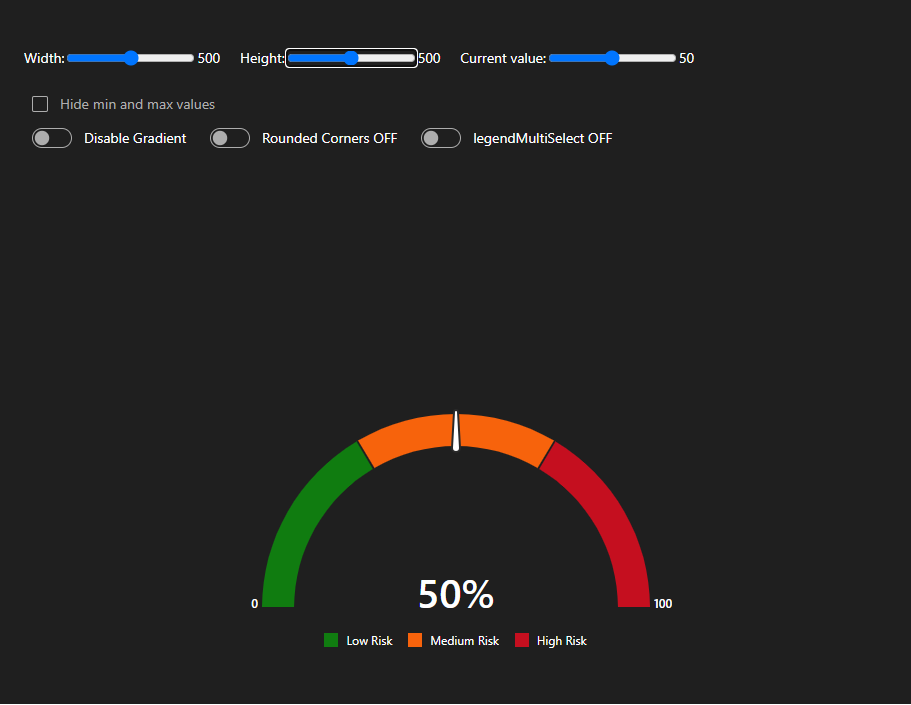 Width: 500 Height: 500 Current value: 50
Hide min and max values
Disable Gradient Rounded Corners OFF legendMultiSelect OFF
50%
0 100
Low Risk Medium Risk High Risk